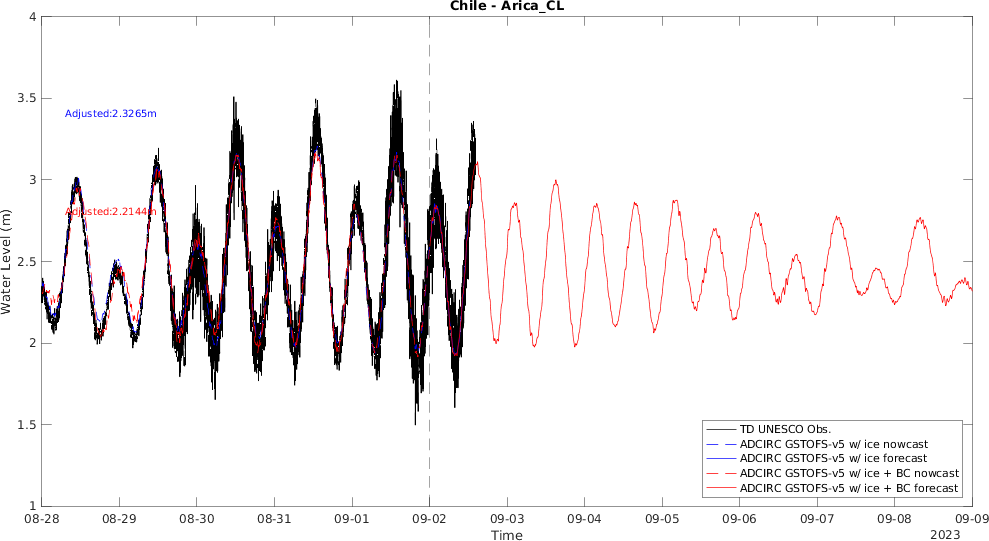 Chile - Arica_CL
4
3.5
3
2.5
2
1.5
1
Water Level (m)
Adjusted:2.3265m
Adjusted:2.2144m
TD UNESCO Obs.
ADCIRC GSTOFS-v5 w/ ice nowcast
ADCIRC GSTOFS-v5 w/ ice forecast
ADCIRC GSTOFS-v5 w/ ice + BC nowcast
ADCIRC GSTOFS-v5 w/ ice + BC forecast
08-28 08-29 08-30 08-31 09-01 09-02 09-03 09-04 09-05 09-06 09-07 09-08 09-09
Time
2023